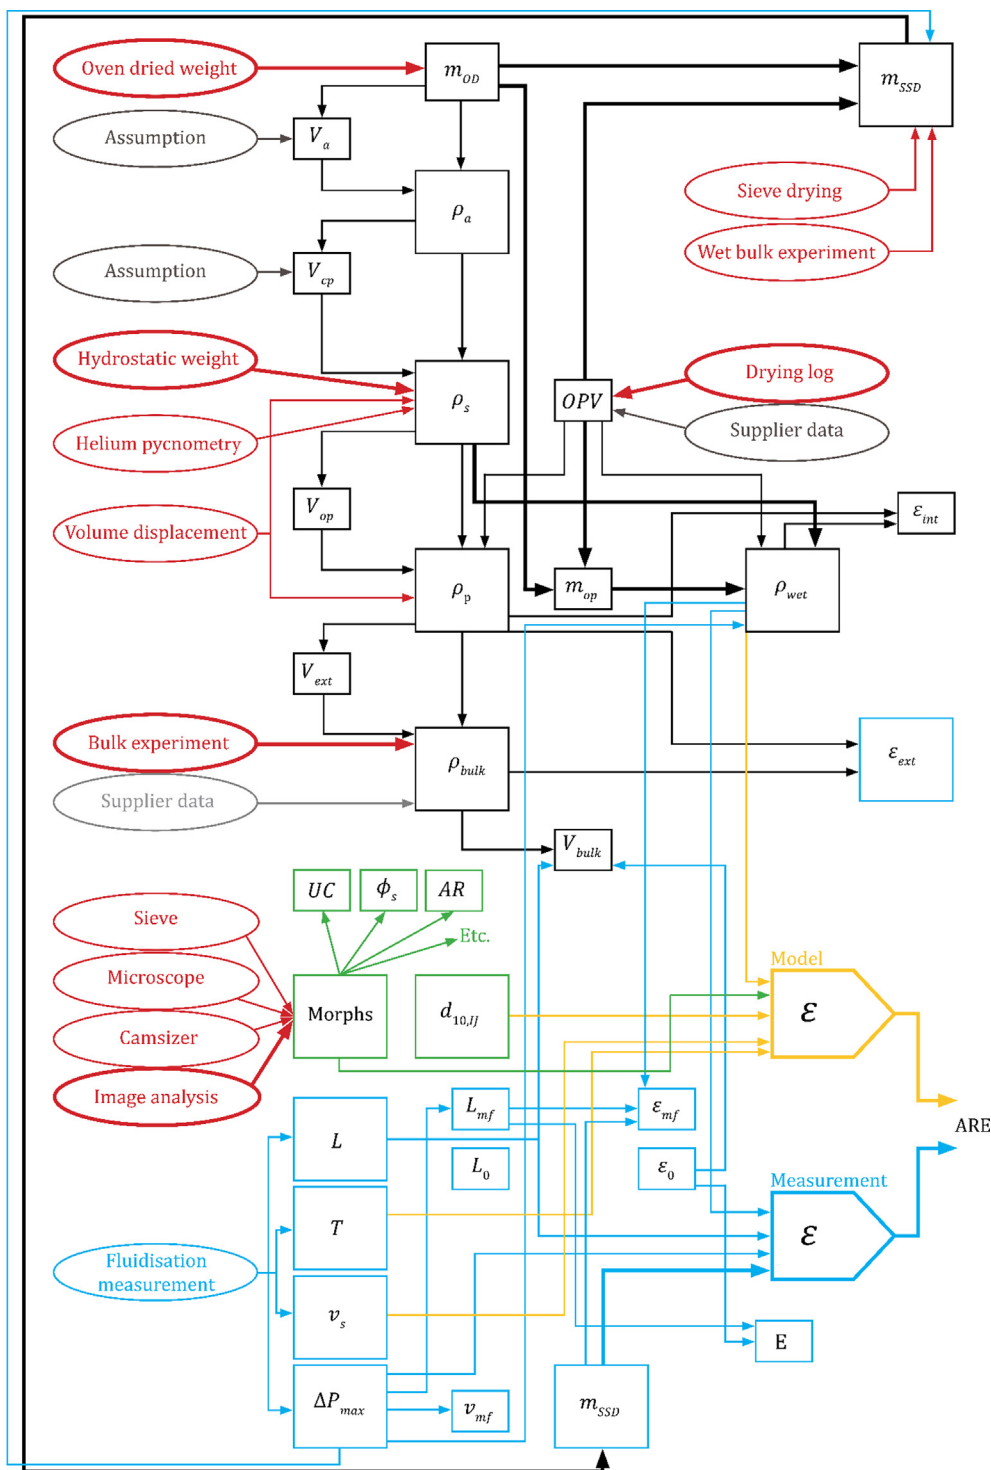 Oven dried weight
m_OD
m_SSD
Assumption
V_a
Sieve drying
ρ_a
Wet bulk experiment
Assumption
V_cp
Hydrostatic weight
Drying log
ρ_s
OPV
Supplier data
Helium pycnometry
V_op
ε_int
Volume displacement
ρ_p
m_op
ρ_wet
V_ext
Bulk experiment
ρ_bulk
ε_ext
Supplier data
V_bulk
UC
ϕ_s
AR
Sieve
Etc.
Model
Microscope
Morphs
d_10,IJ
ε
Camsizer
Image analysis
L_mf
ε_mf
ARE
L
L_0
ε_0
Measurement
T
ε
Fluidisation
measurement
v_s
E
ΔP_max
v_mf
m_SSD